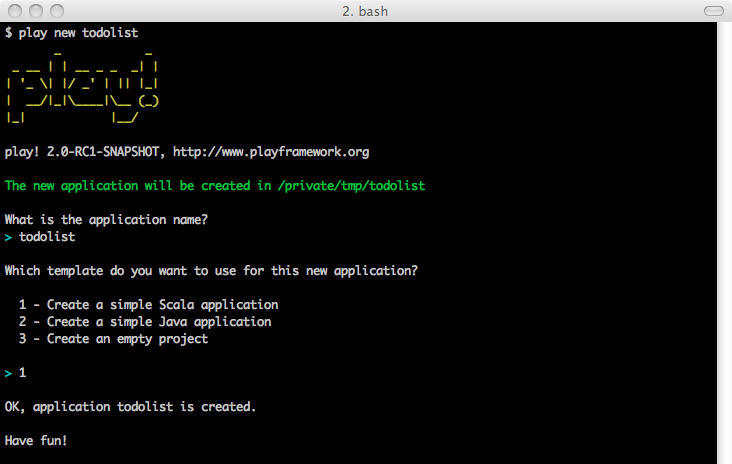 2. bash
$ play new todolist
play!
play! 2.0-RC1-SNAPSHOT, http://www.playframework.org
The new application will be created in /private/tmp/todolist
What is the application name?
> todolist
Which template do you want to use for this new application?
1 - Create a simple Scala application
2 - Create a simple Java application
3 - Create an empty project
> 1
OK, application todolist is created.
Have fun!